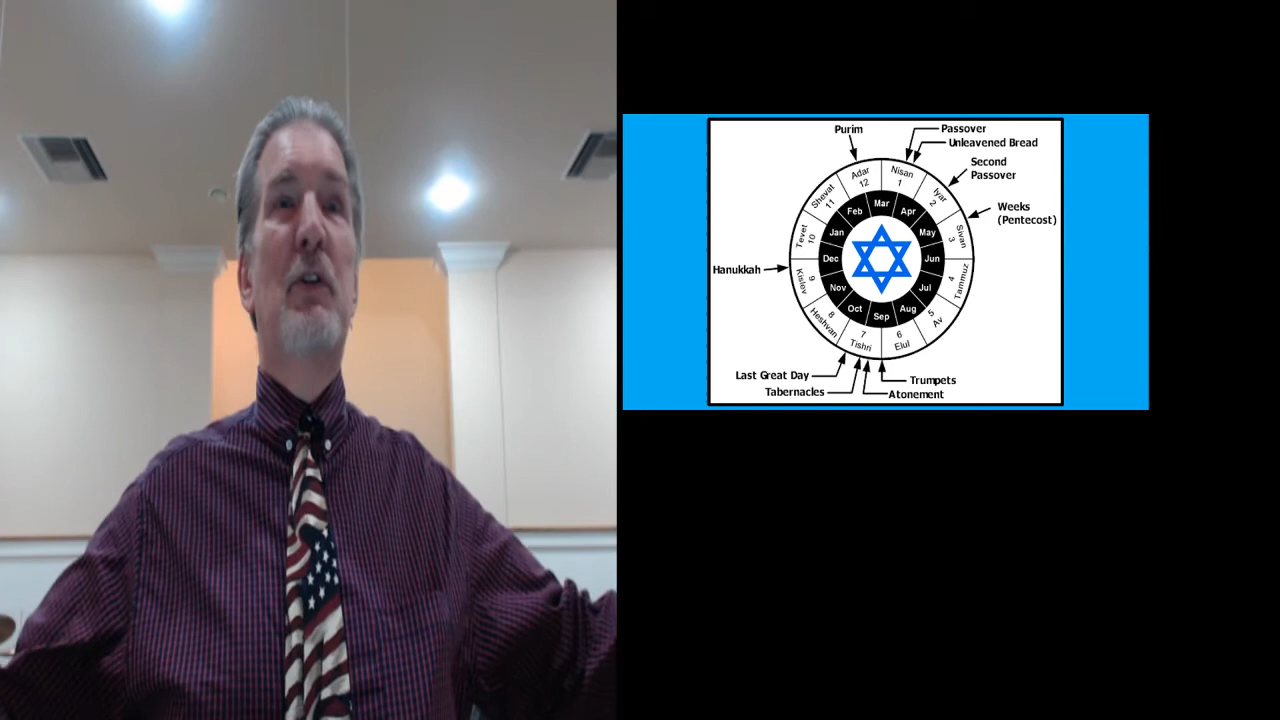 Purim
Passover
Unleavened Bread
Second
Passover
Weeks
(Pentecost)
Hanukkah
Last Great Day
Tabernacles
Trumpets
Atonement
Nisan
1
Iyar
2
Sivan
3
Tammuz
4
Av
5
Elul
6
Tishri
7
Heshvan
8
Kislev
9
Tevet
10
Shevat
11
Adar
12
Mar
Apr
May
Jun
Jul
Aug
Sep
Oct
Nov
Dec
Jan
Feb